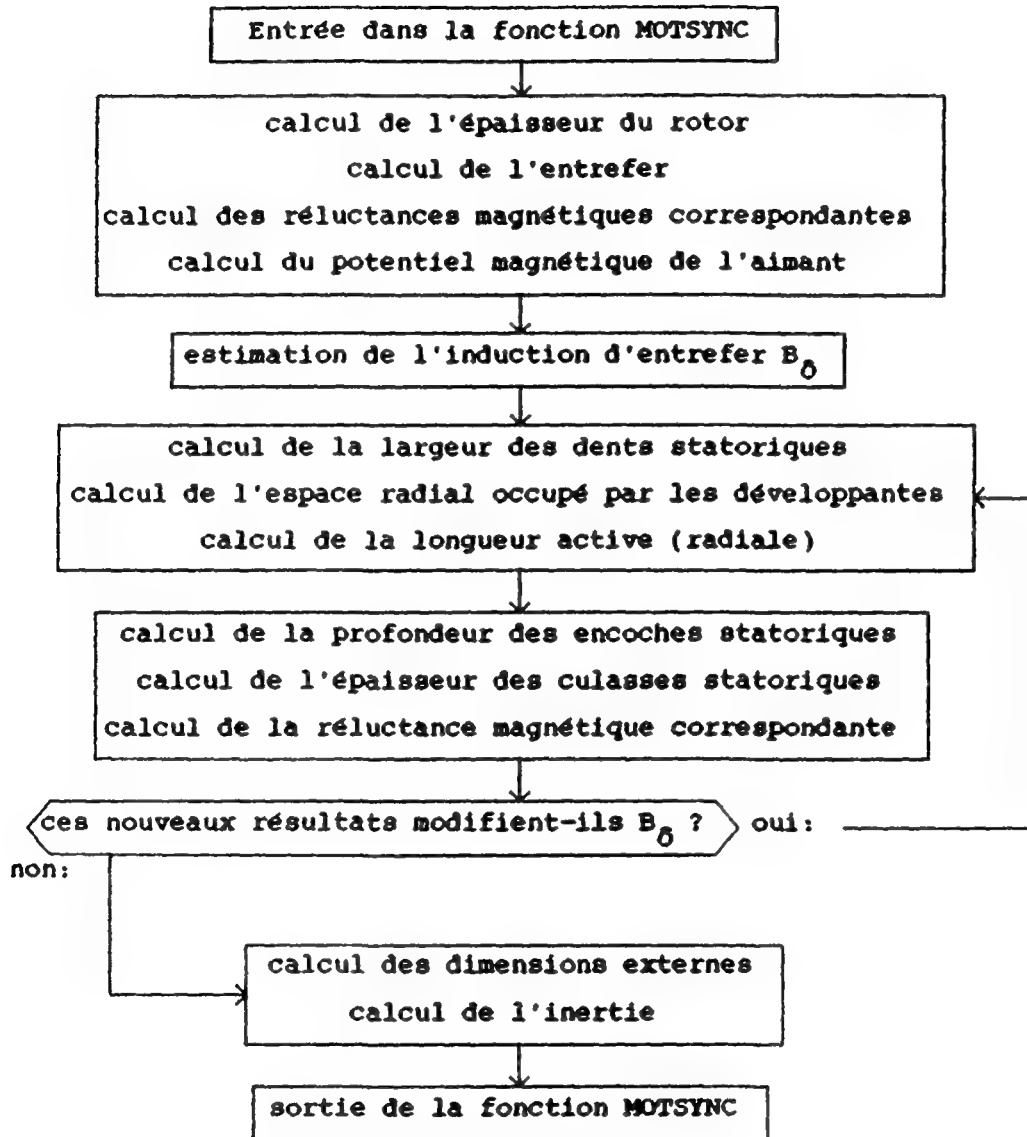 Entrée dans la fonction MOTSYNC
calcul de l'épaisseur du rotor
calcul de l'entrefer
calcul des réluctances magnétiques correspondantes
calcul du potentiel magnétique de l'aimant
estimation de l'induction d'entrefer B_δ
calcul de la largeur des dents statoriques
calcul de l'espace radial occupé par les développantes
calcul de la longueur active (radiale)
calcul de la profondeur des encoches statoriques
calcul de l'épaisseur des culasses statoriques
calcul de la réluctance magnétique correspondante
ces nouveaux résultats modifient-ils B_δ ? oui:
non:
calcul des dimensions externes
calcul de l'inertie
sortie de la fonction MOTSYNC